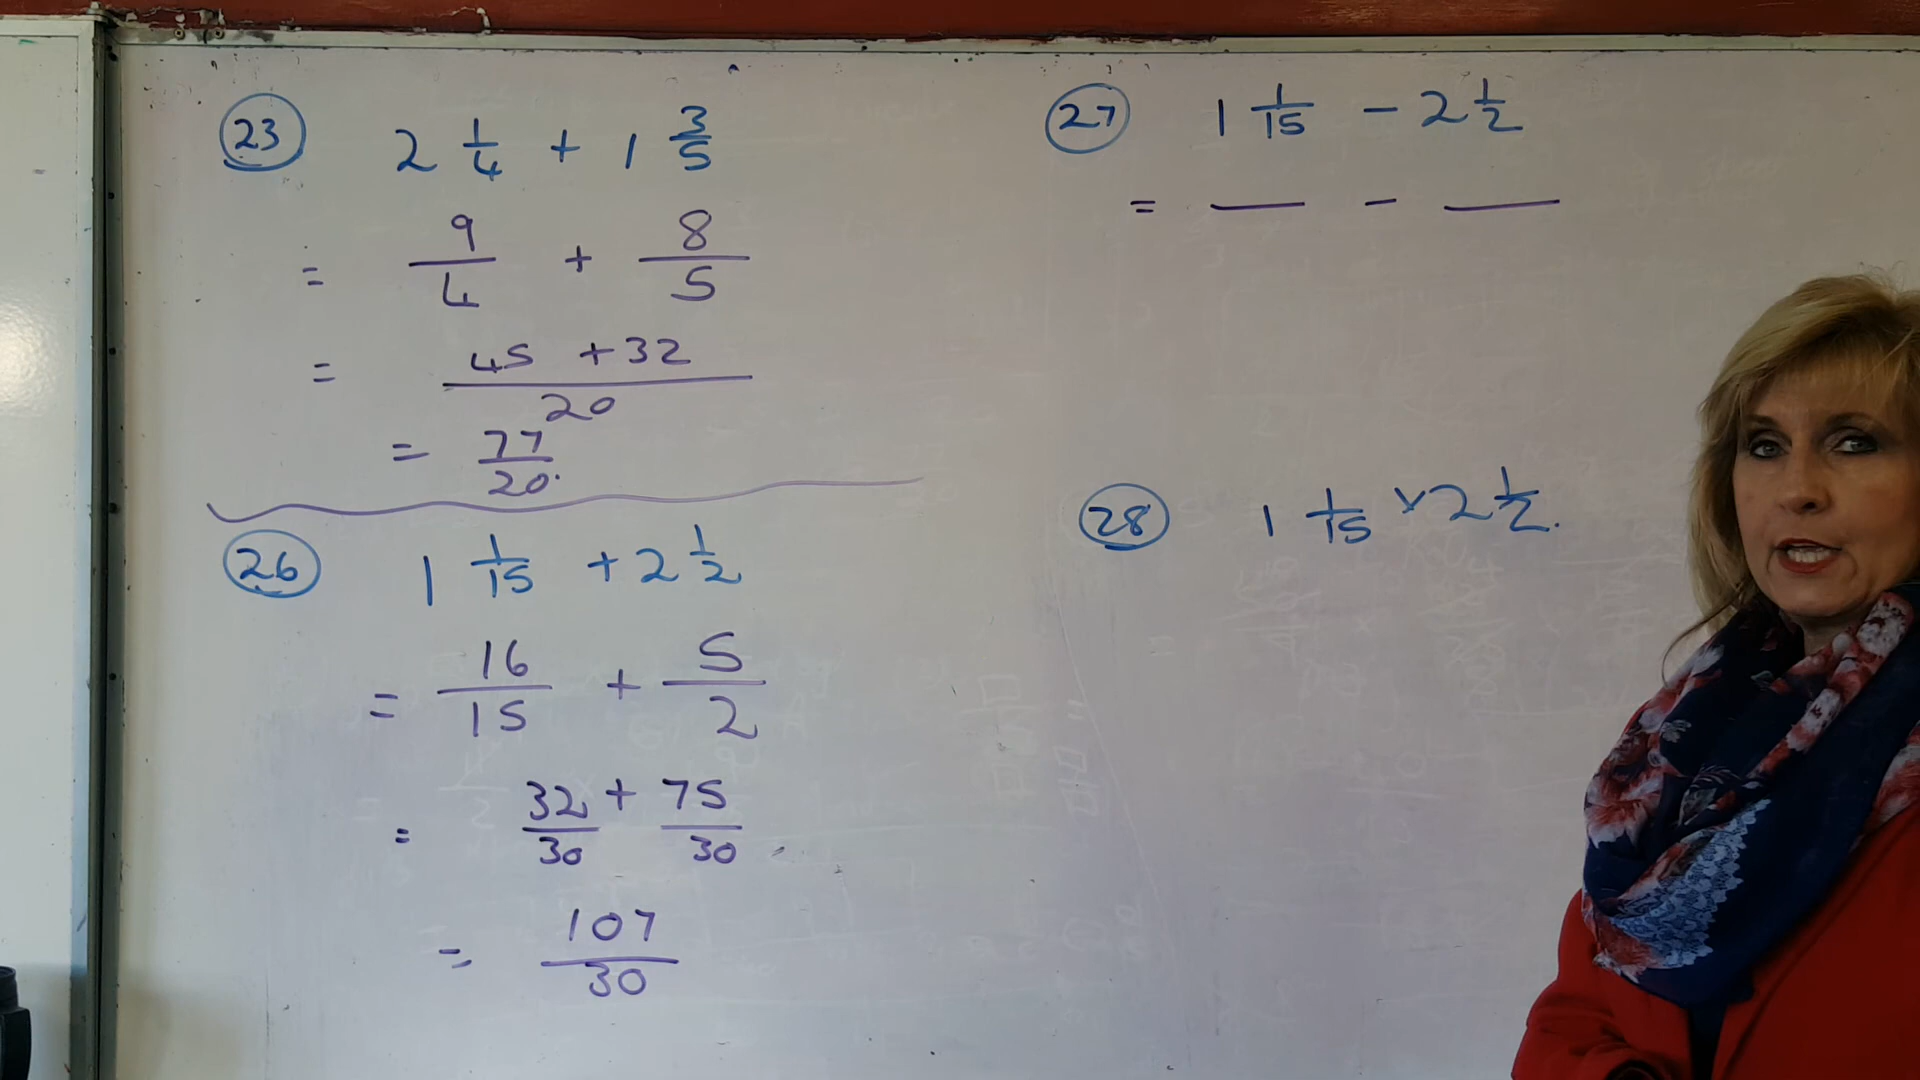 23 2 1/4 + 1 3/5
= 9/4 + 8/5
= 45 + 32 / 20
= 77/20.
26 1 1/15 + 2 1/2
= 16/15 + 5/2
= 32/30 + 75/30
= 107/30
27 1 1/15 - 2 1/2
= — - —
28 1 1/15 x 2 1/2.